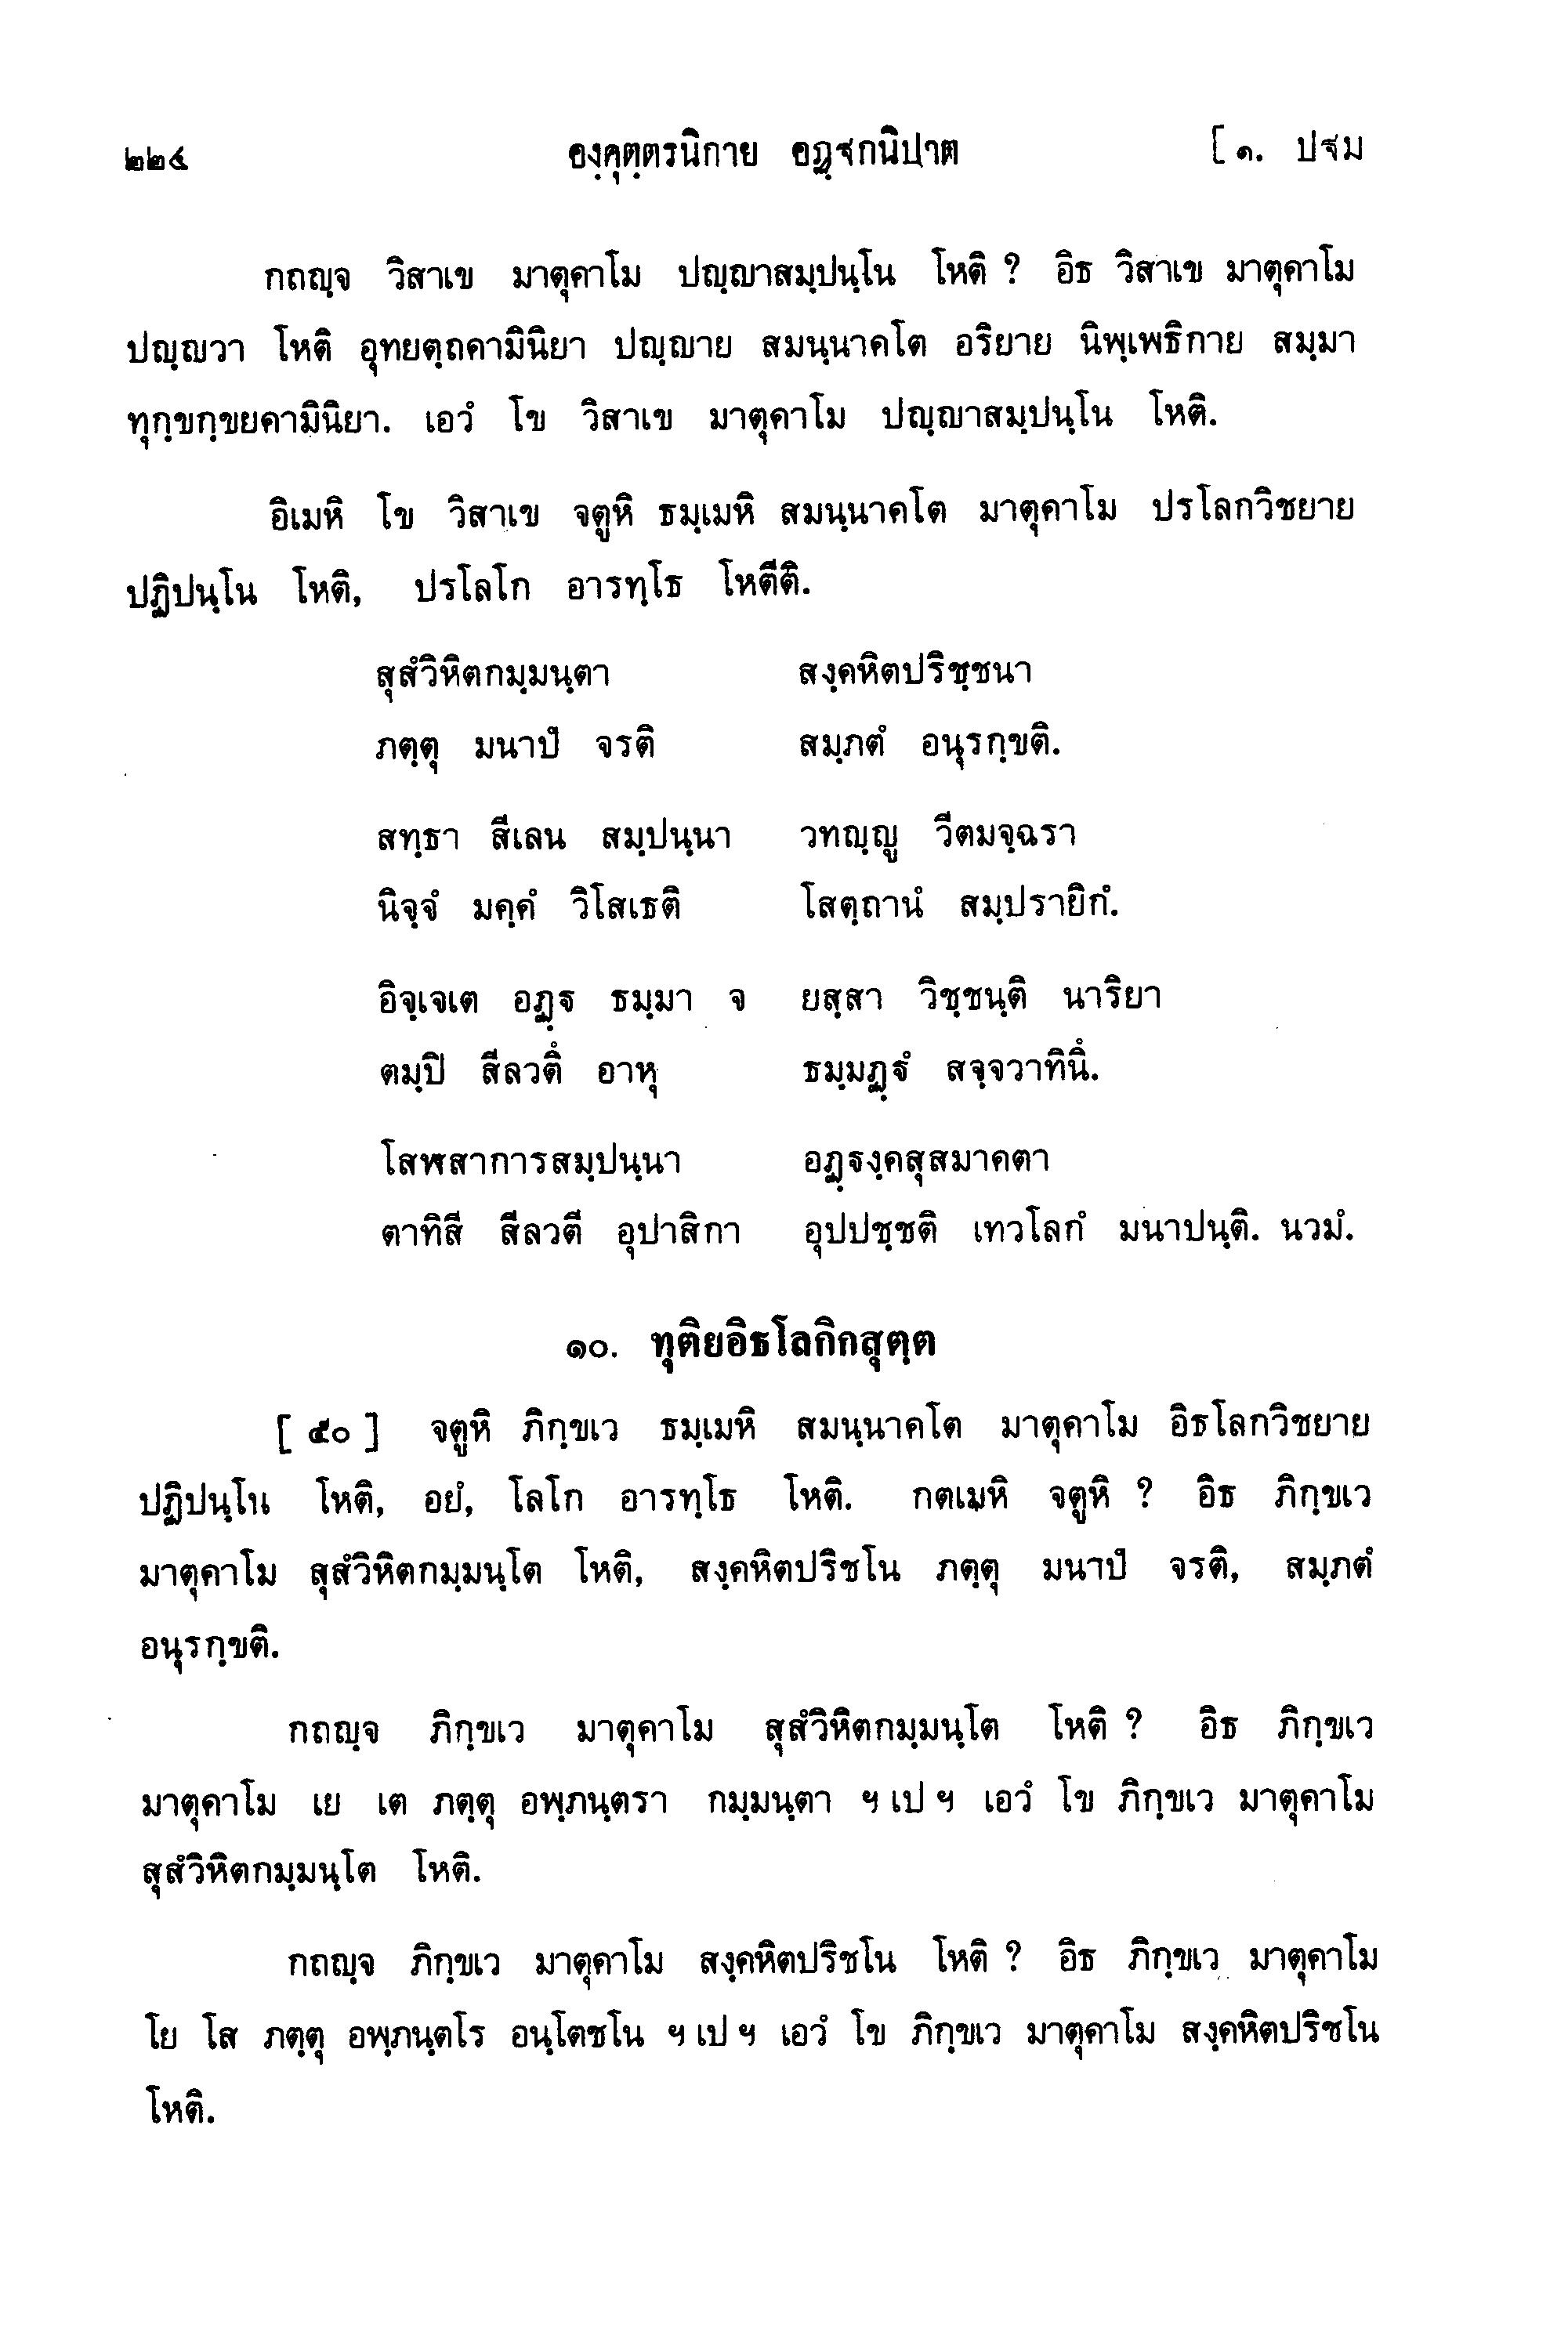 ๒๒๔ องฺคุตฺตรนิกาย อฏฺฐกนิปาต [ ๑. ปฐม
กถญฺจ วิสาเข มาตุคาโม ปญฺญาสมฺปนฺโน โหติ ? อิธ วิสาเข มาตุคาโม
ปญฺญวา โหติ อุทยตฺถคามินิยา ปญฺญาย สมนฺนาคโต อริยาย นิพฺเพธิกาย สมฺมา
ทุกฺขกฺขยคามินิยา. เอวํ โข วิสาเข มาตุคาโม ปญฺญาสมฺปนฺโน โหติ.
อิเมหิ โข วิสาเข จตูหิ ธมฺเมหิ สมนฺนาคโต มาตุคาโม ปรโลกวิชยาย
ปฏิปนฺโน โหติ, ปรโลโก อารทฺโธ โหตีติ.
สุสํวิหิตกมฺมนฺตา สงฺคหิตปริชฺชนา
ภตฺตุ มนาปํ จรติ สมฺภตํ อนุรกฺขติ.
สทฺธา สีเลน สมฺปนฺนา วทญฺญู วีตมจฺฉรา
นิจฺจํ มคฺคํ วิโสเธติ โสตฺถานํ สมฺปรายิกํ.
อิจฺเจเต อฏฺฐ ธมฺมา จ ยสฺสา วิชฺชนฺติ นาริยา
ตมฺปิ สีลวตึ อาหุ ธมฺมฏฺฐํ สจฺจวาทินึ.
โสฬสาการสมฺปนฺนา อฏฺฐงฺคสุสมาคตา
ตาทิสี สีลวตี อุปาสิกา อุปปชฺชติ เทวโลกํ มนาปนฺติ. นวมํ.
๑๐. ทุติยอิธโลกิกสุตฺต
[ ๕๐ ] จตูหิ ภิกฺขเว ธมฺเมหิ สมนฺนาคโต มาตุคาโม อิธโลกวิชยาย
ปฏิปนฺโน โหติ, อยํ, โลโก อารทฺโธ โหติ. กตเมหิ จตูหิ ? อิธ ภิกฺขเว
มาตุคาโม สุสํวิหิตกมฺมนฺโต โหติ, สงฺคหิตปริชโน ภตฺตุ มนาปํ จรติ, สมฺภตํ
อนุรกฺขติ.
กถญฺจ ภิกฺขเว มาตุคาโม สุสํวิหิตกมฺมนฺโต โหติ ? อิธ ภิกฺขเว
มาตุคาโม เย เต ภตฺตุ อพฺภนฺตรา กมฺมนฺตา ฯ เป ฯ เอวํ โข ภิกฺขเว มาตุคาโม
สุสํวิหิตกมฺมนฺโต โหติ.
กถญฺจ ภิกฺขเว มาตุคาโม สงฺคหิตปริชโน โหติ ? อิธ ภิกฺขเว มาตุคาโม
โย โส ภตฺตุ อพฺภนฺตโร อนฺโตชโน ฯ เป ฯ เอวํ โข ภิกฺขเว มาตุคาโม สงฺคหิตปริชโน
โหติ.